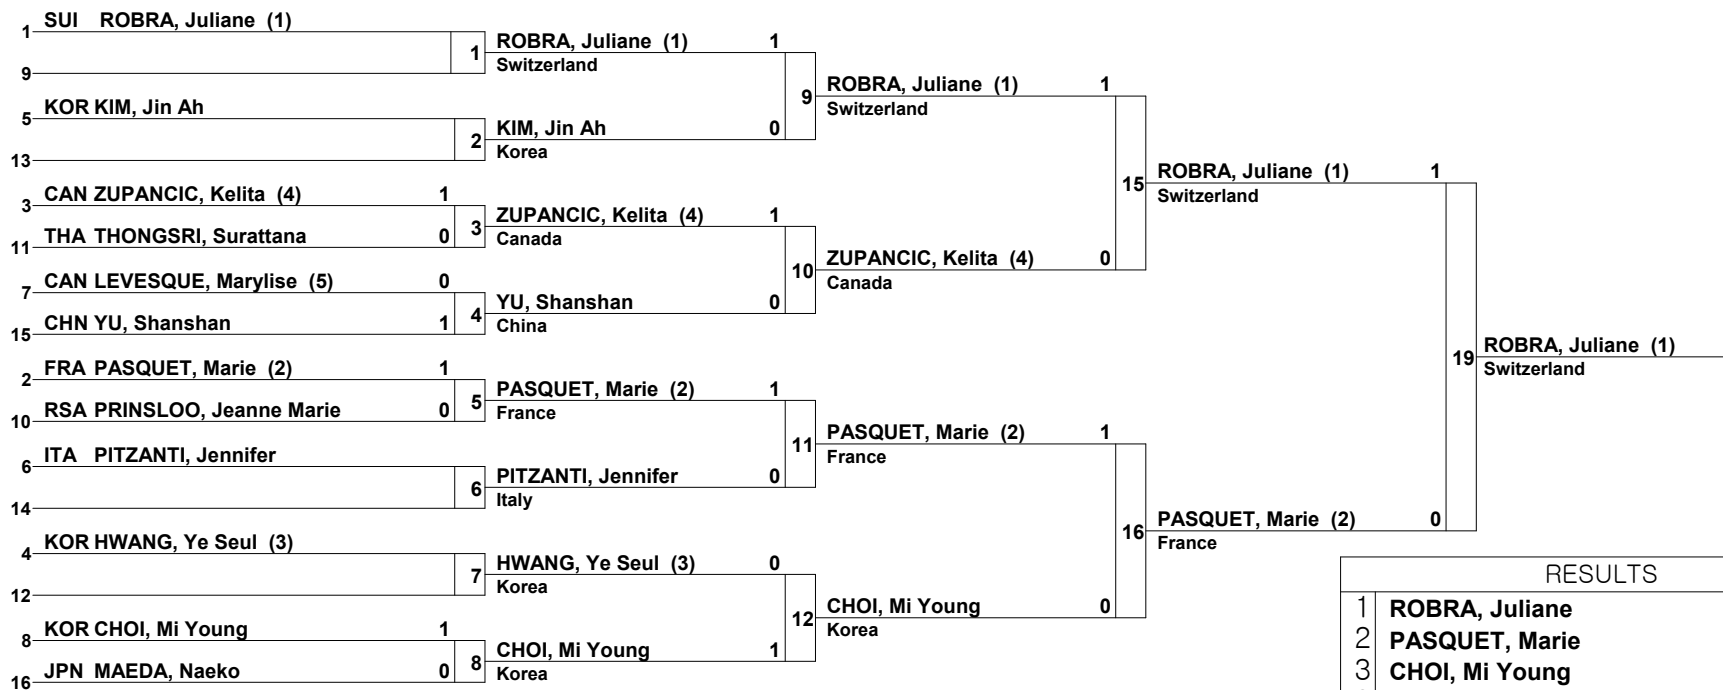 1 SUI ROBRA, Juliane (1)
9
1 ROBRA, Juliane (1) 1
Switzerland
5 KOR KIM, Jin Ah
13
2 KIM, Jin Ah 0
Korea
9 ROBRA, Juliane (1) 1
Switzerland
3 CAN ZUPANCIC, Kelita (4) 1
11 THA THONGSRI, Surattana 0
3 ZUPANCIC, Kelita (4) 1
Canada
7 CAN LEVESQUE, Marylise (5) 0
15 CHN YU, Shanshan 1
4 YU, Shanshan 0
China
10 ZUPANCIC, Kelita (4) 0
Canada
15 ROBRA, Juliane (1) 1
Switzerland
2 FRA PASQUET, Marie (2) 1
10 RSA PRINSLOO, Jeanne Marie 0
5 PASQUET, Marie (2) 1
France
6 ITA PITZANTI, Jennifer
14
6 PITZANTI, Jennifer 0
Italy
11 PASQUET, Marie (2) 1
France
4 KOR HWANG, Ye Seul (3)
12
7 HWANG, Ye Seul (3) 0
Korea
8 KOR CHOI, Mi Young 1
16 JPN MAEDA, Naeko 0
8 CHOI, Mi Young 1
Korea
12 CHOI, Mi Young 0
Korea
16 PASQUET, Marie (2) 0
France
19 ROBRA, Juliane (1)
Switzerland
RESULTS
1 ROBRA, Juliane
2 PASQUET, Marie
3 CHOI, Mi Young